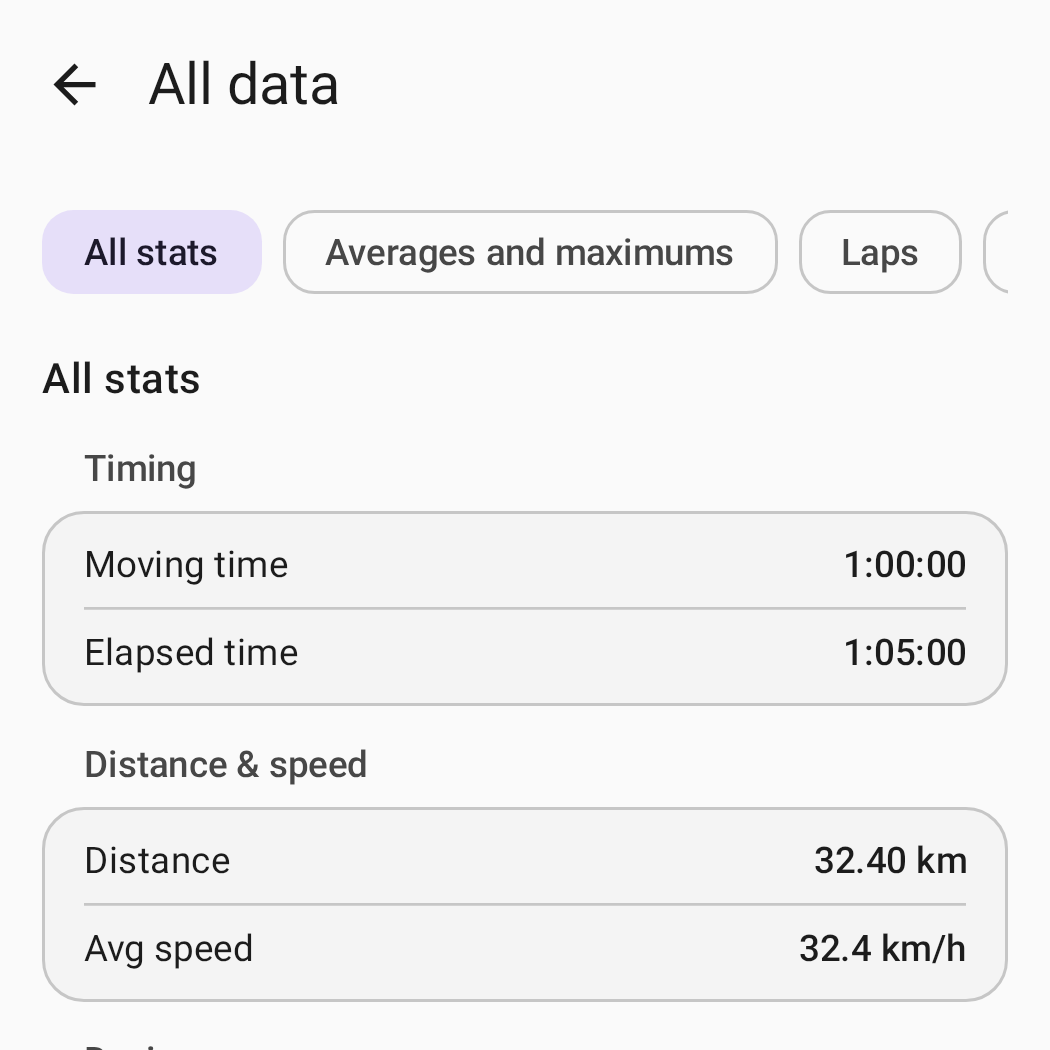 All data
All stats
Averages and maximums
Laps
All stats
Timing
Moving time 1:00:00
Elapsed time 1:05:00
Distance & speed
Distance 32.40 km
Avg speed 32.4 km/h